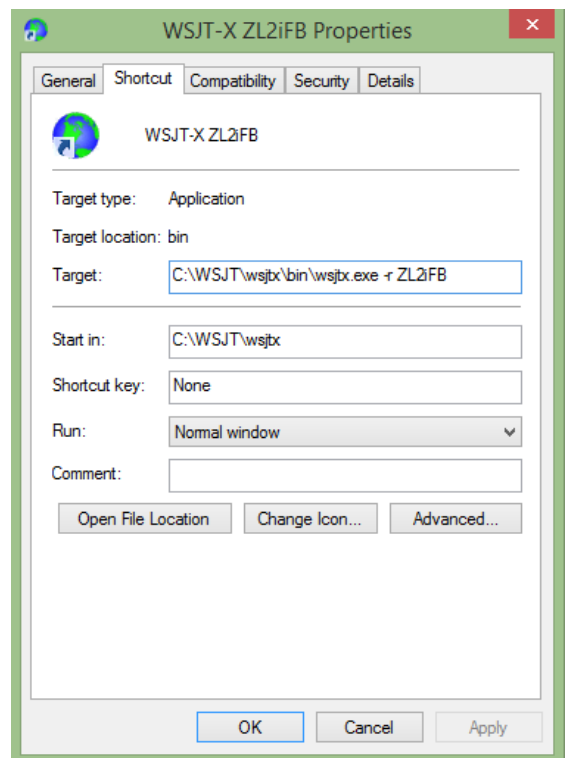 WSJT-X ZL2iFB Properties
General Shortcut Compatibility Security Details
WSJT-X ZL2iFB
Target type: Application
Target location: bin
Target: C:\WSJT\wsjtx\bin\wsjtx.exe -r ZL2iFB
Start in: C:\WSJT\wsjtx
Shortcut key: None
Run: Normal window
Comment:
Open File Location Change Icon... Advanced...
OK Cancel Apply